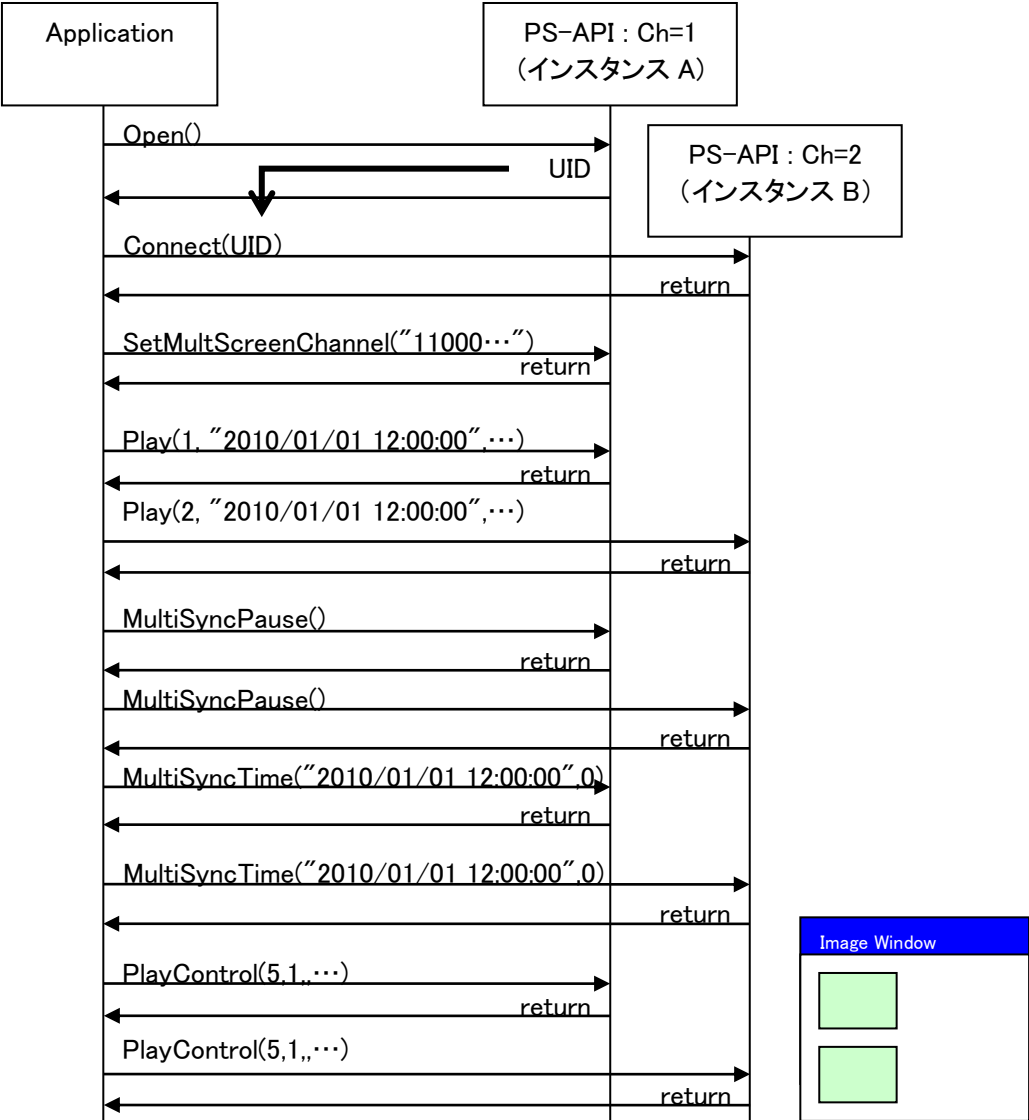 Application
PS-API : Ch=1
（インスタンス A）
Open()
UID
PS-API : Ch=2
（インスタンス B）
Connect(UID)
return
SetMultScreenChannel("11000･･･")
return
Play(1, "2010/01/01 12:00:00",･･･)
return
Play(2, "2010/01/01 12:00:00",･･･)
return
MultiSyncPause()
return
MultiSyncPause()
return
MultiSyncTime("2010/01/01 12:00:00",0)
return
MultiSyncTime("2010/01/01 12:00:00",0)
return
Image Window
PlayControl(5,1,,･･･)
return
PlayControl(5,1,,･･･)
return